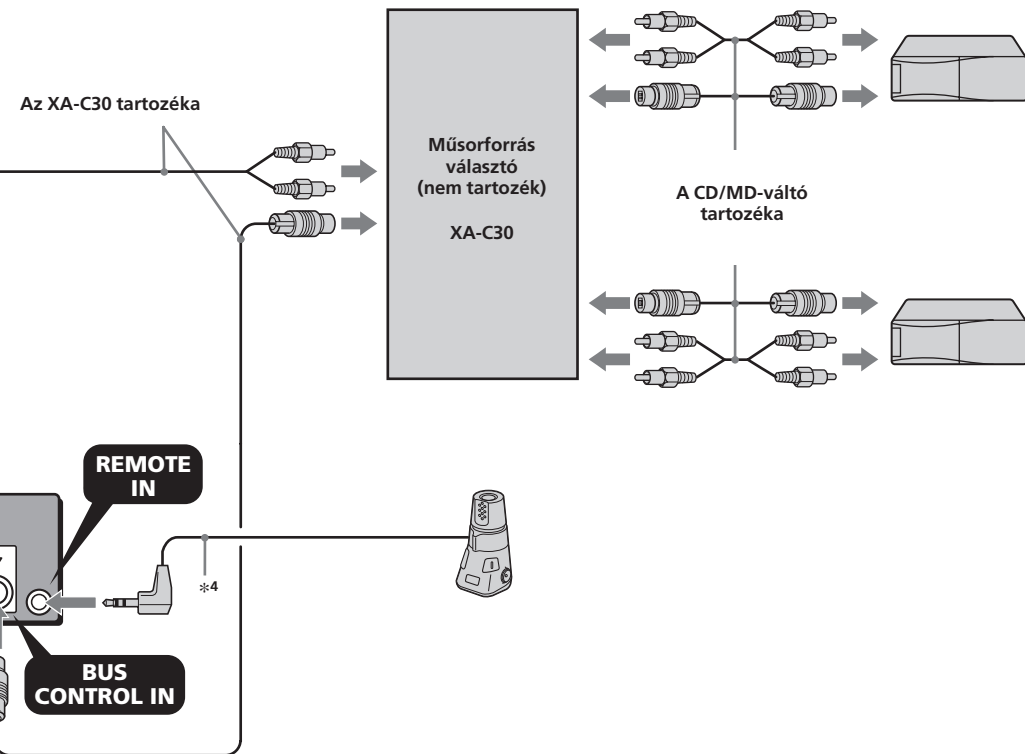 Az XA-C30 tartozéka
Műsorforrás
választó
(nem tartozék)
XA-C30
A CD/MD-váltó
tartozéka
REMOTE
IN
*4
BUS
CONTROL IN